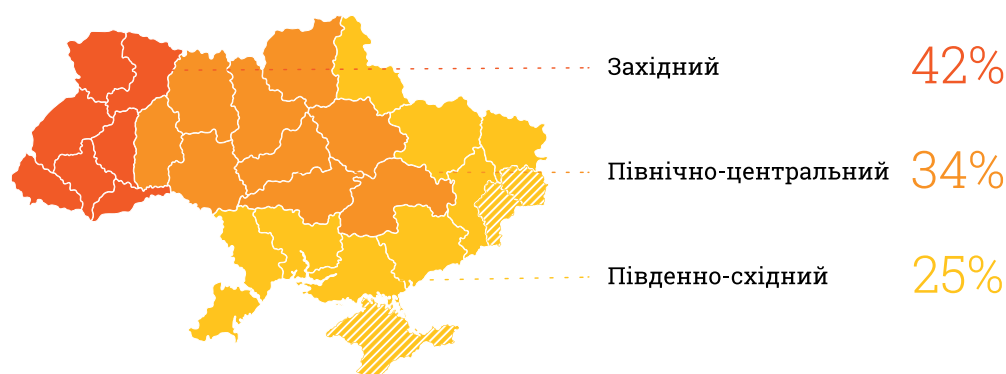 Західний 42%
Північно-центральний 34%
Південно-східний 25%